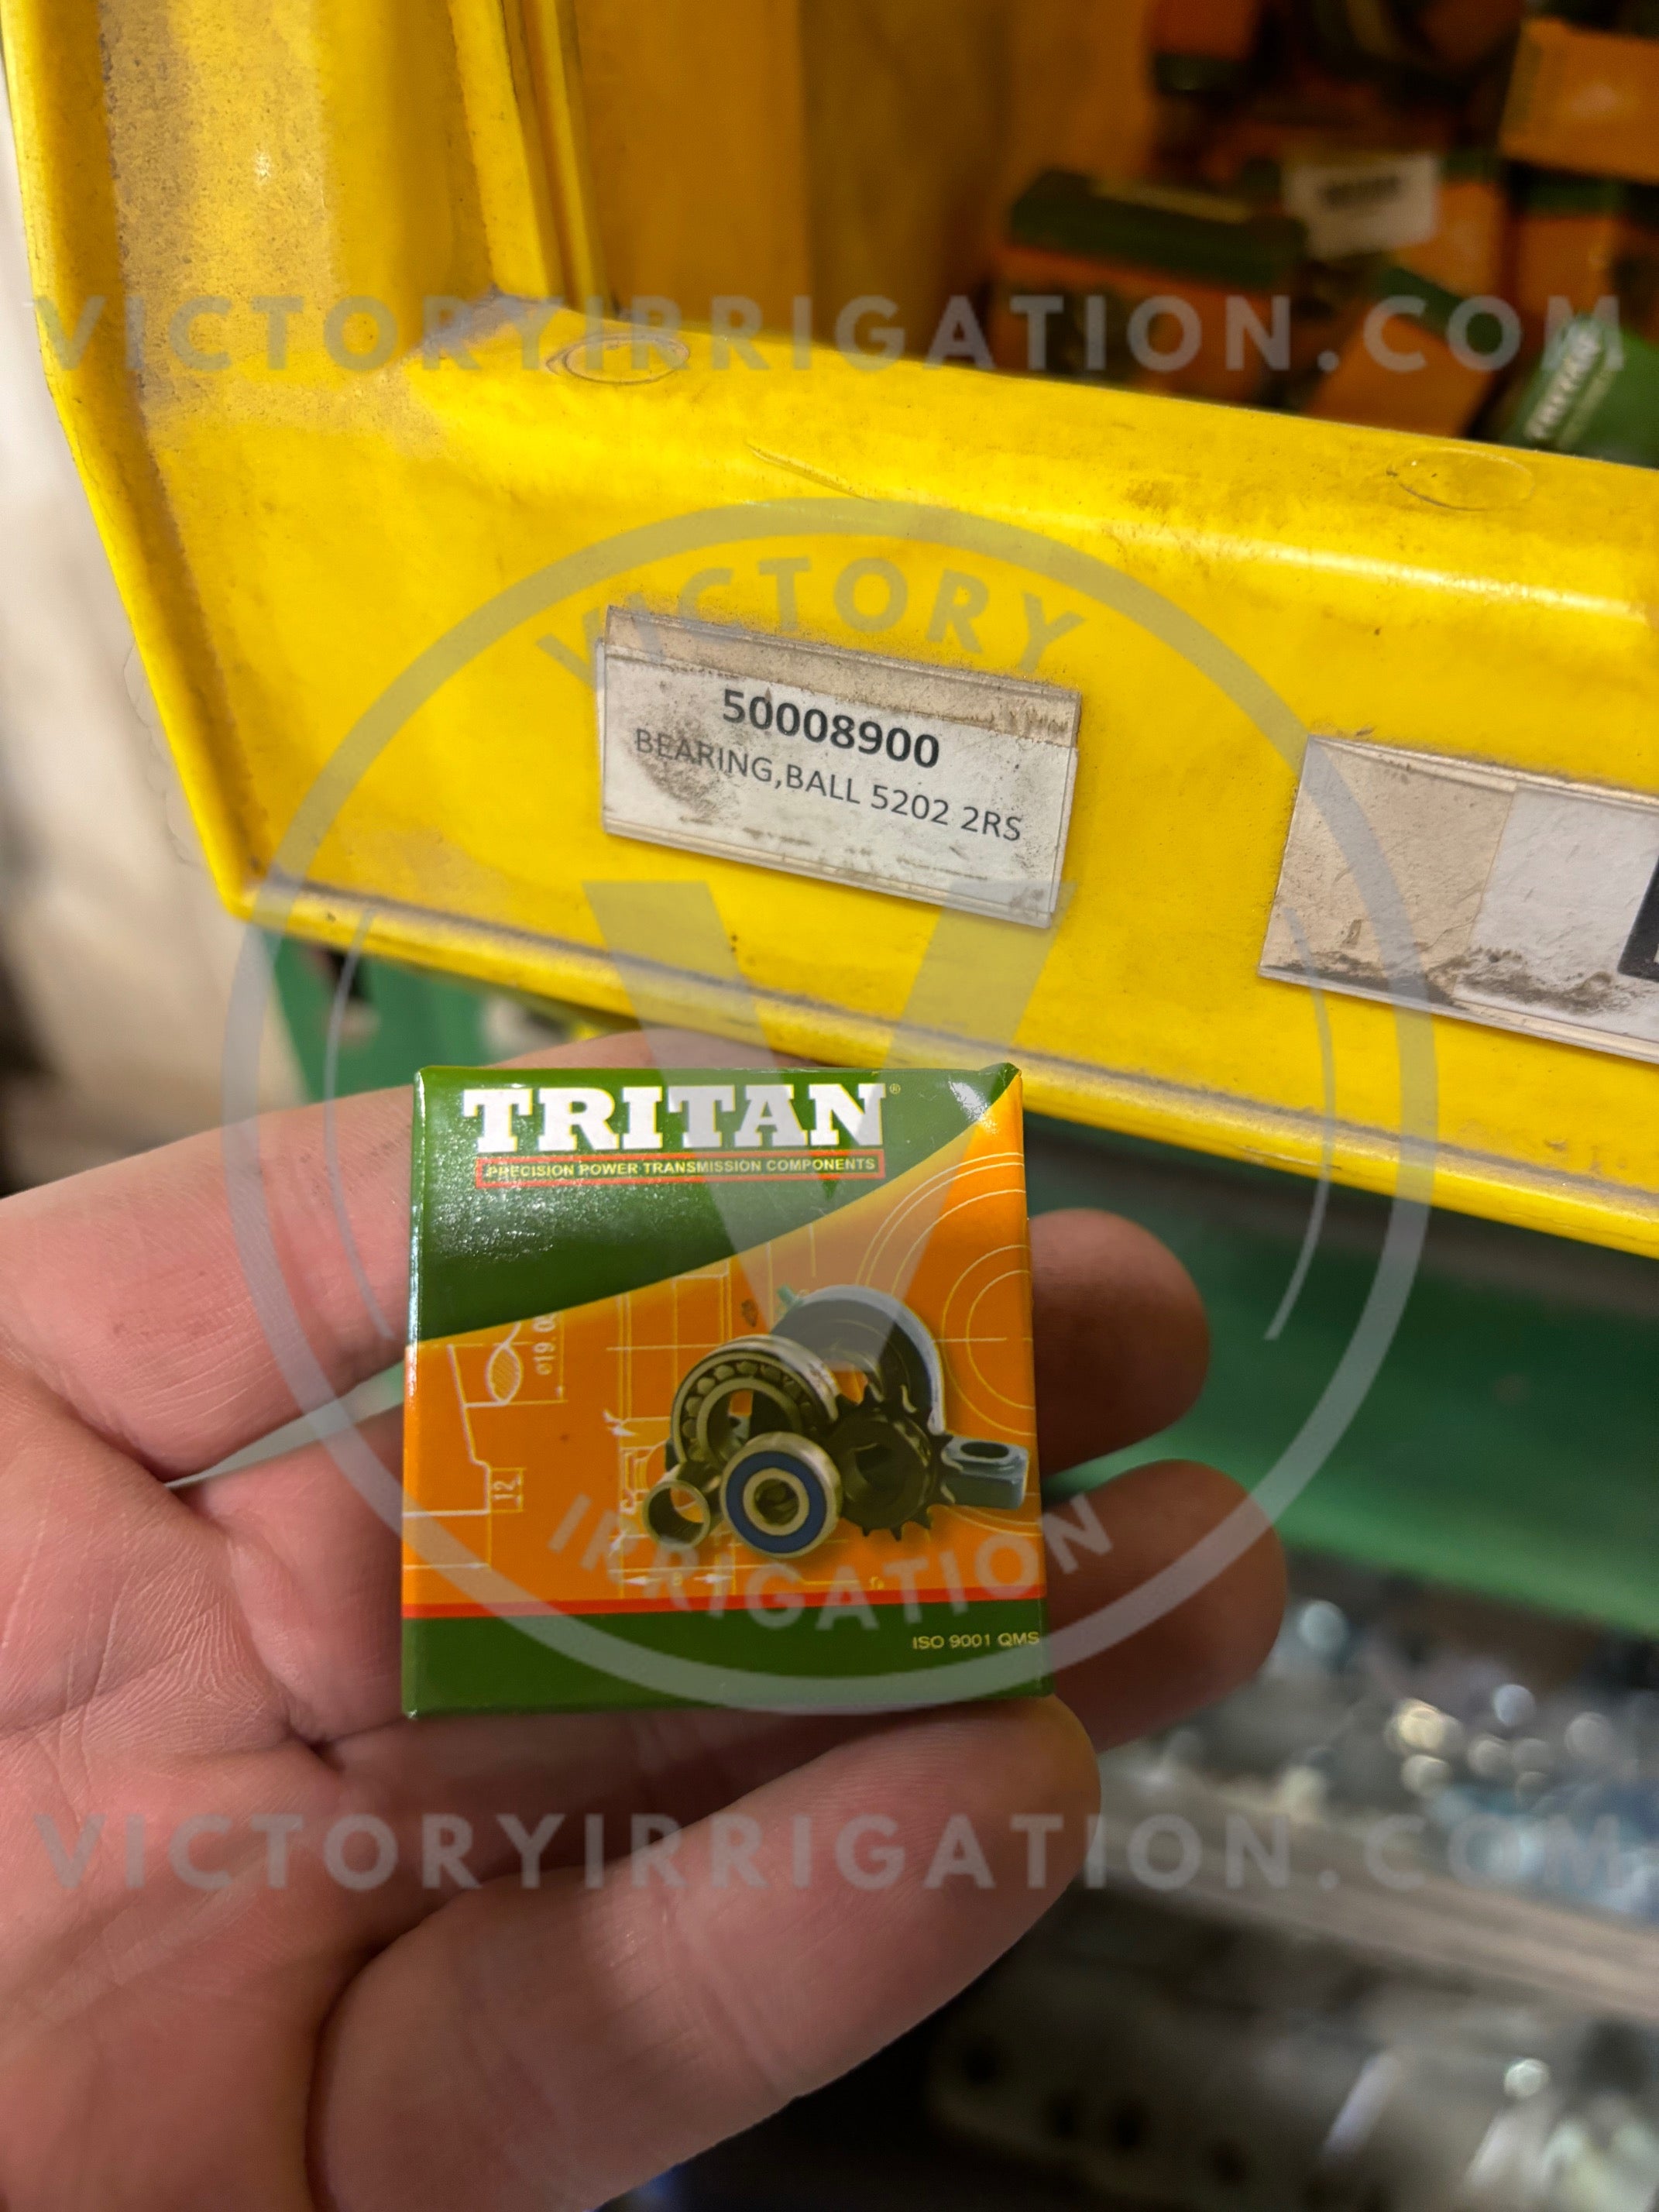 VICTORYIRRIGATION.COM
VICTORY
50008900
BEARING,BALL 5202 2RS
TRITAN®
PRECISION POWER TRANSMISSION COMPONENTS
12
IRRIGATION
ISO 9001 QMS
VICTORYIRRIGATION.COM